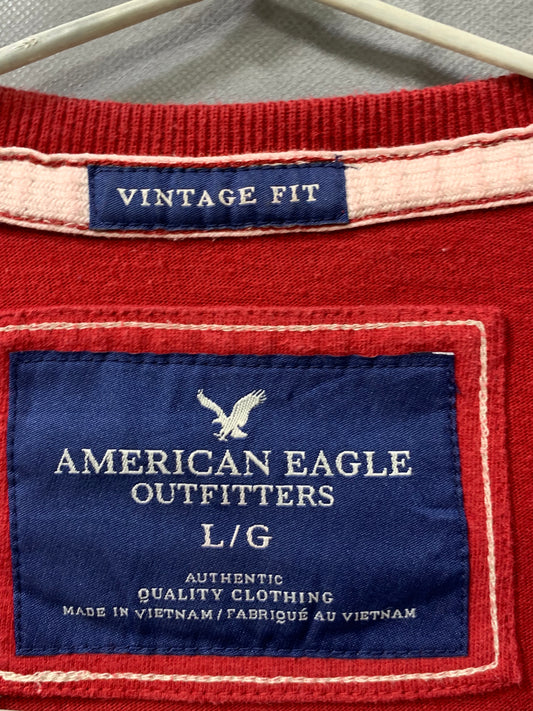 VINTAGE FIT
AMERICAN EAGLE
OUTFITTERS
L/G
AUTHENTIC
QUALITY CLOTHING
MADE IN VIETNAM / FABRIQUÉ AU VIETNAM